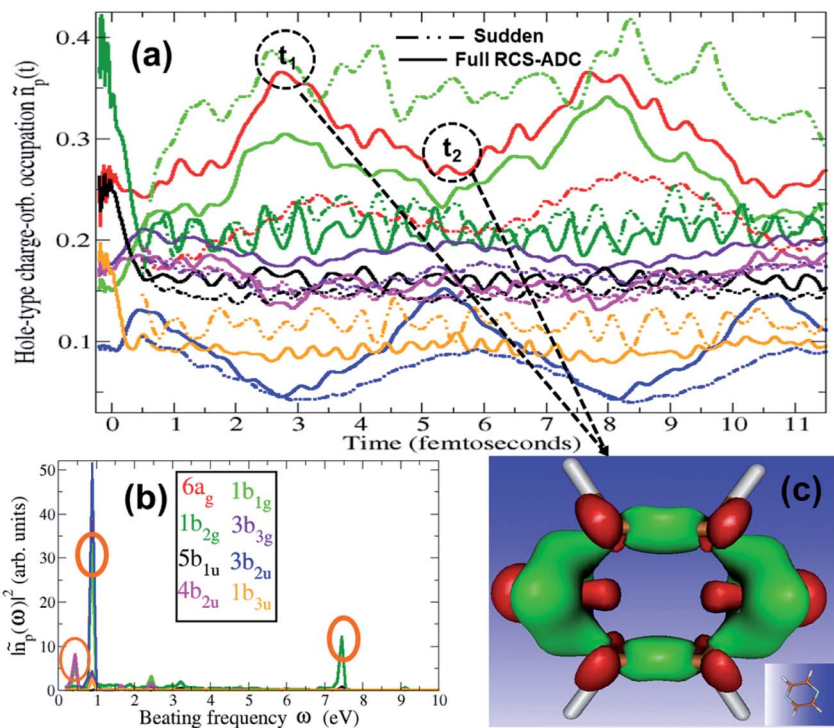 0.4
0.3
0.2
0.1
Hole-type charge-orb. occupation ñp(t)
(a)
t1
t2
Sudden
Full RCS-ADC
0 1 2 3 4 5 6 7 8 9 10 11
Time (femtoseconds)
50
40
30
20
10
0
|ñp(ω)|² (arb. units)
(b)
6ag 1b1g
1b2g 3b3g
5b1u 3b2u
4b2u 1b3u
0 1 2 3 4 5 6 7 8 9 10
Beating frequency ω (eV)
(c)